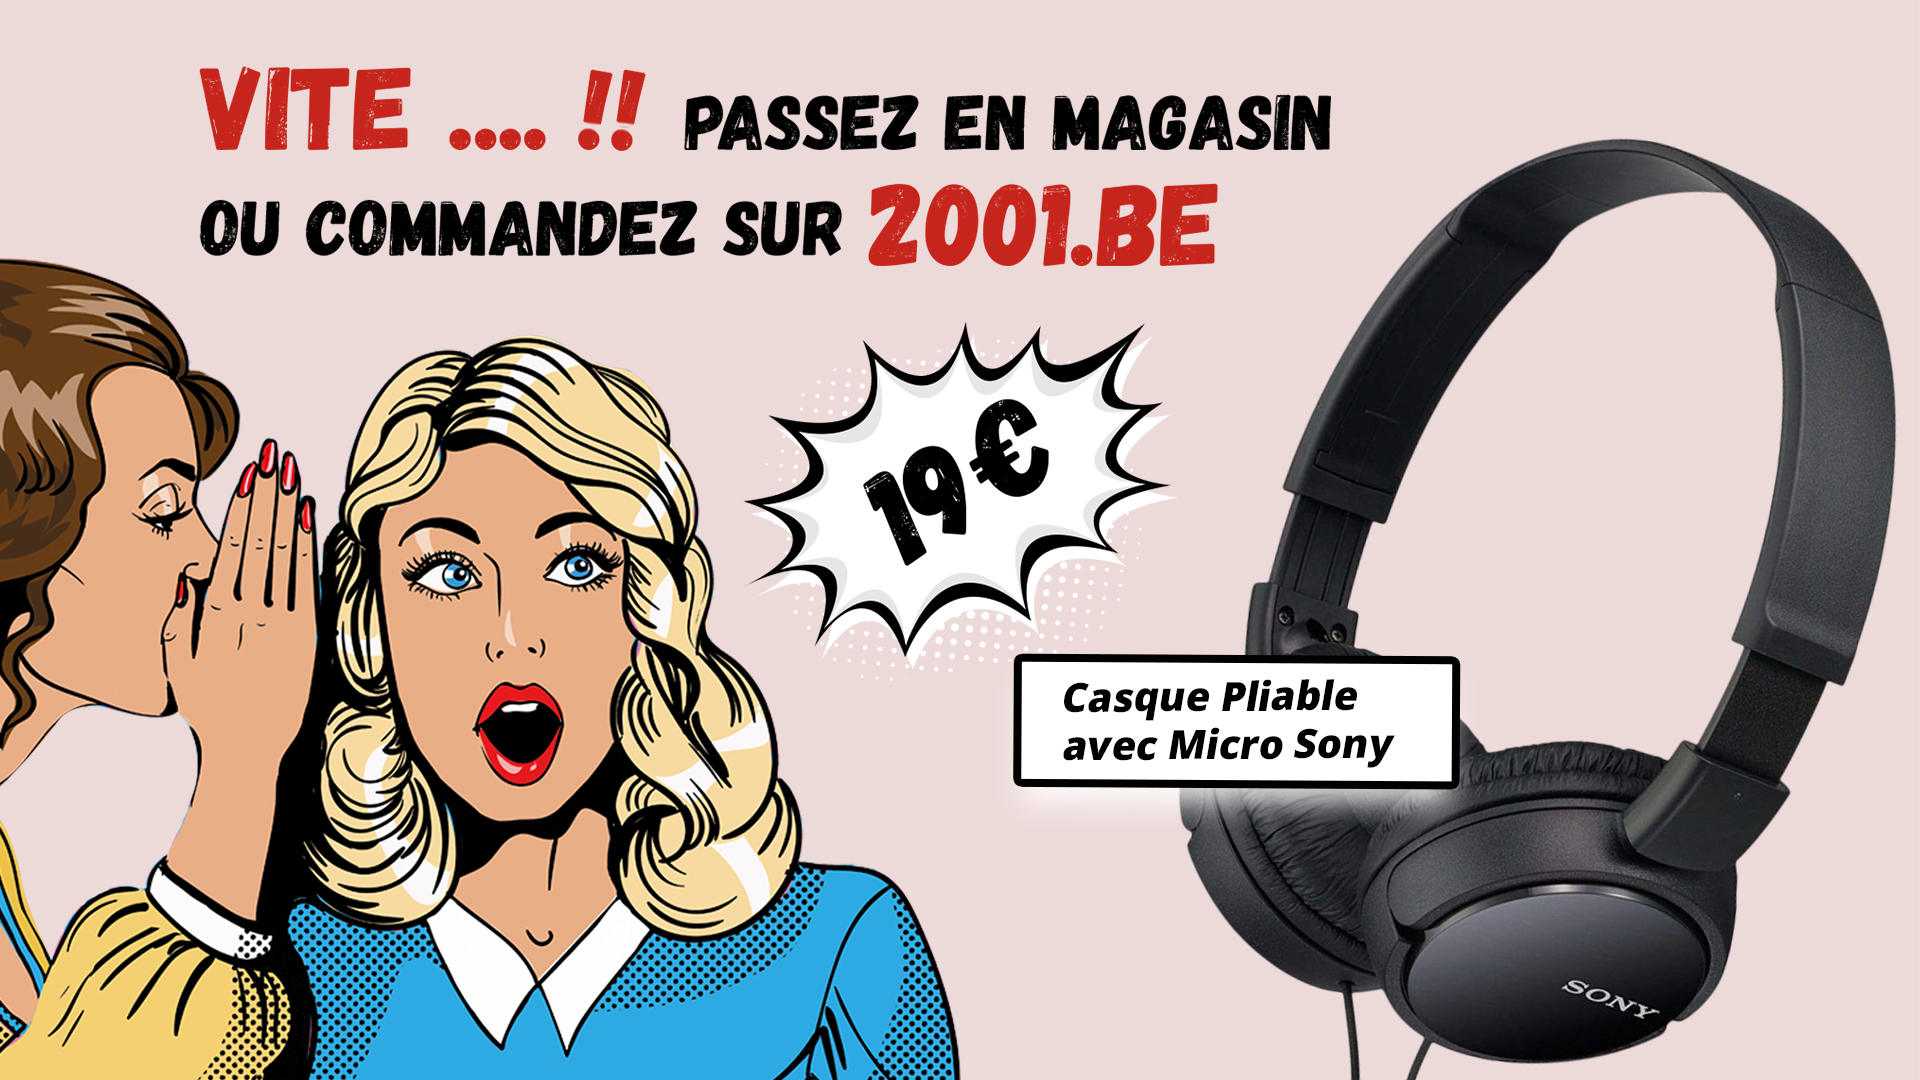 VITE .... !! PASSEZ EN MAGASIN
OU COMMANDEZ SUR 2001.BE
19€
Casque Pliable
avec Micro Sony
SONY